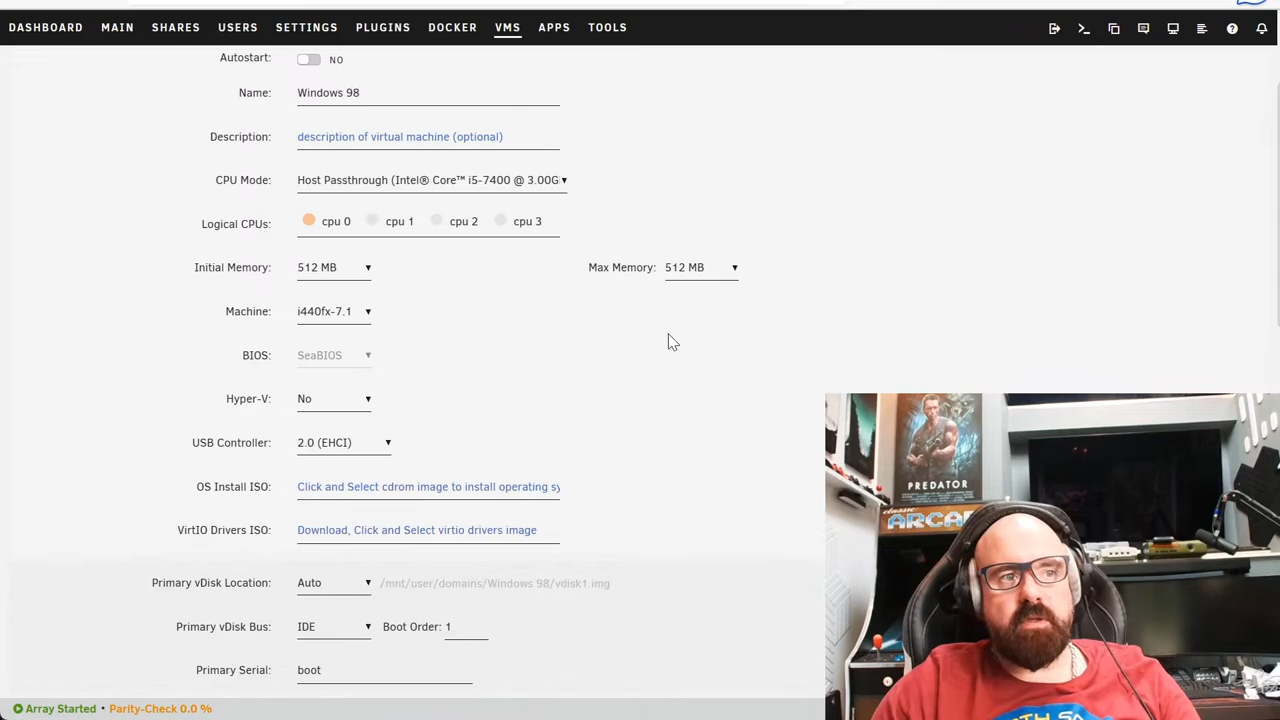 DASHBOARD MAIN SHARES USERS SETTINGS PLUGINS DOCKER VMS APPS TOOLS
Autostart: NO
Name: Windows 98
Description: description of virtual machine (optional)
CPU Mode: Host Passthrough (Intel® Core™ i5-7400 @ 3.00G
Logical CPUs: cpu 0 cpu 1 cpu 2 cpu 3
Initial Memory: 512 MB Max Memory: 512 MB
Machine: i440fx-7.1
BIOS: SeaBIOS
Hyper-V: No
USB Controller: 2.0 (EHCI)
OS Install ISO: Click and Select cdrom image to install operating sy
VirtIO Drivers ISO: Download, Click and Select virtio drivers image
Primary vDisk Location: Auto /mnt/user/domains/Windows 98/vdisk1.img
Primary vDisk Bus: IDE Boot Order: 1
Primary Serial: boot
Array Started • Parity-Check 0.0 %
PREDATOR
classic
ARCA